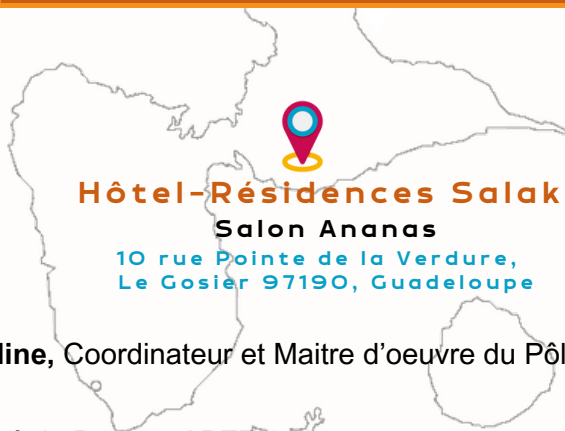 Hôtel-Résidences Salak
Salon Ananas
10 rue Pointe de la Verdure,
Le Gosier 97190, Guadeloupe
line, Coordinateur et Maitre d'oeuvre du Pôl